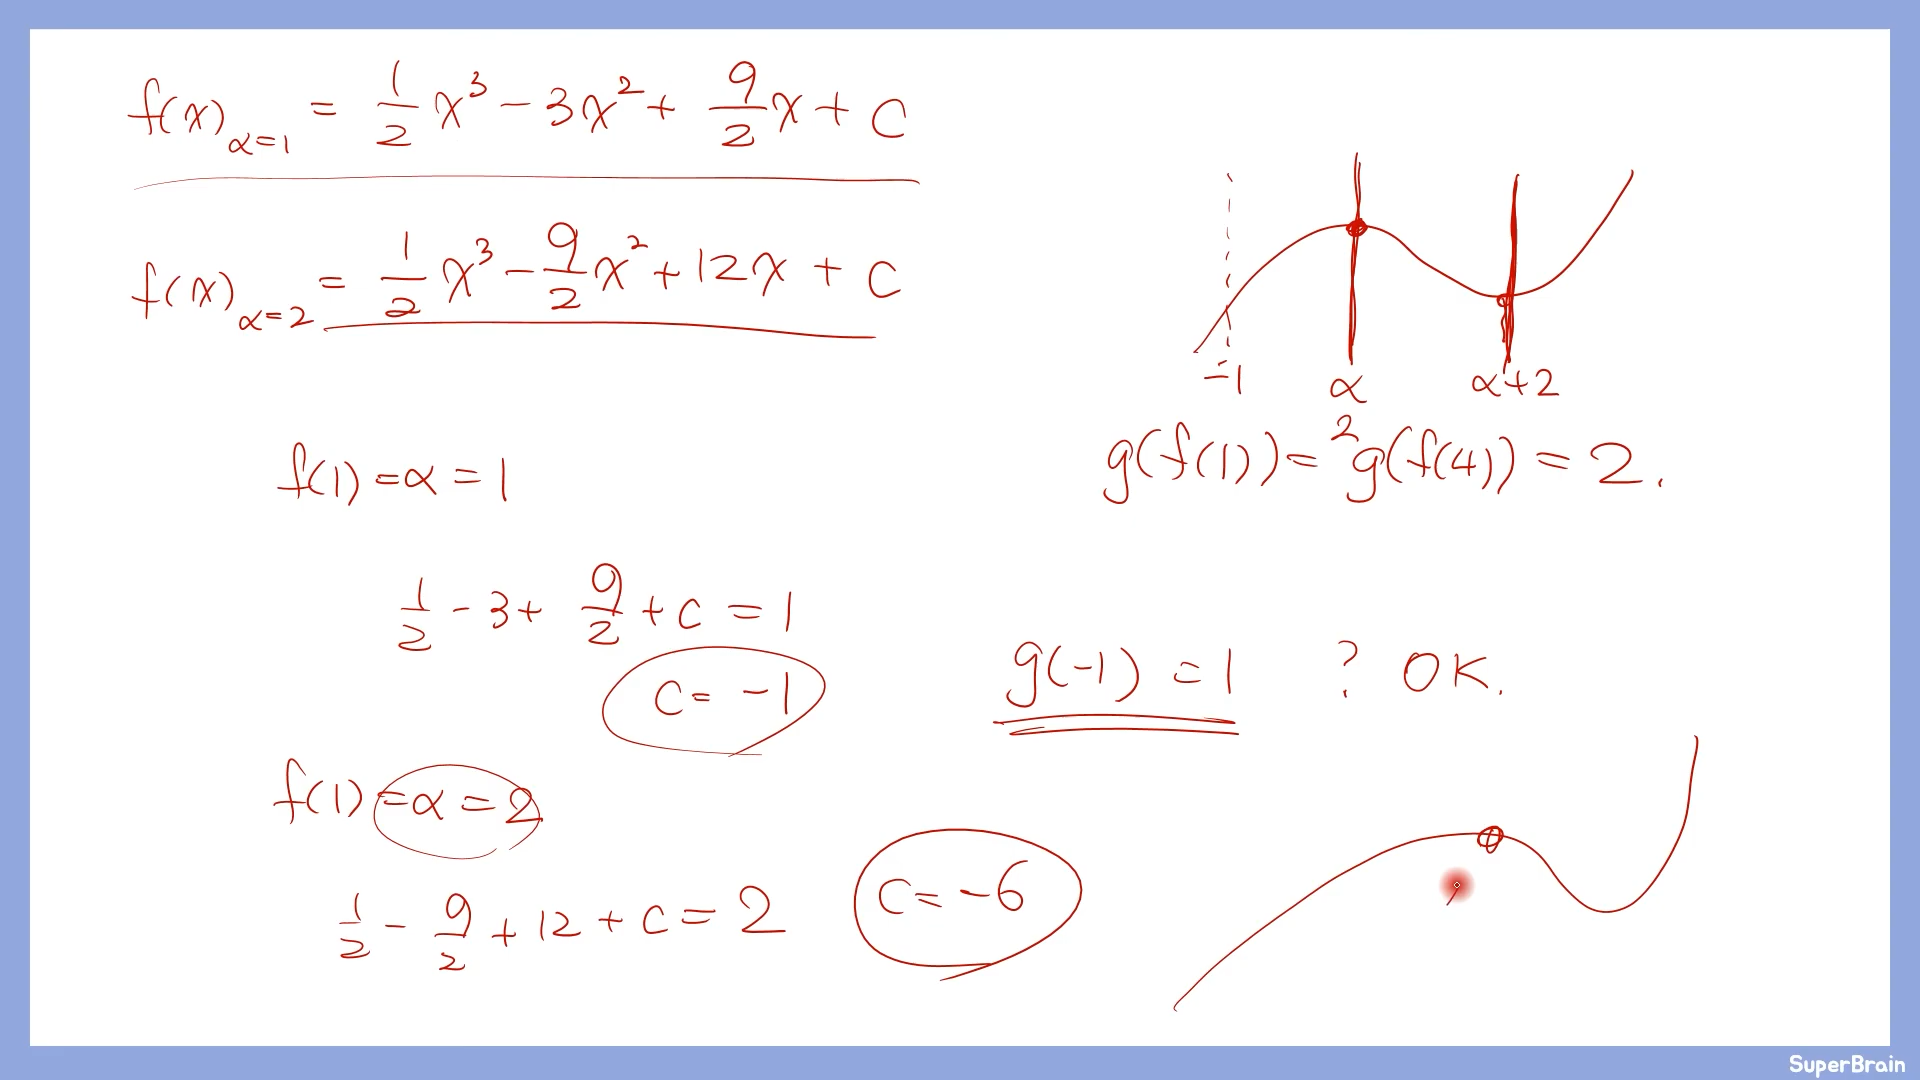 f(x)α=1 = 1/2 x³ − 3x² + 9/2 x + C
f(x)α=2 = 1/2 x³ − 9/2 x² + 12x + C
-1 α α+2
g(f(1)) = 2 g(f(4)) = 2.
f(1) = α = 1
1/2 − 3 + 9/2 + C = 1
C = −1
g(-1) = 1 ? OK.
f(1) = α = 2
1/2 − 9/2 + 12 + C = 2
C = −6
SuperBrain